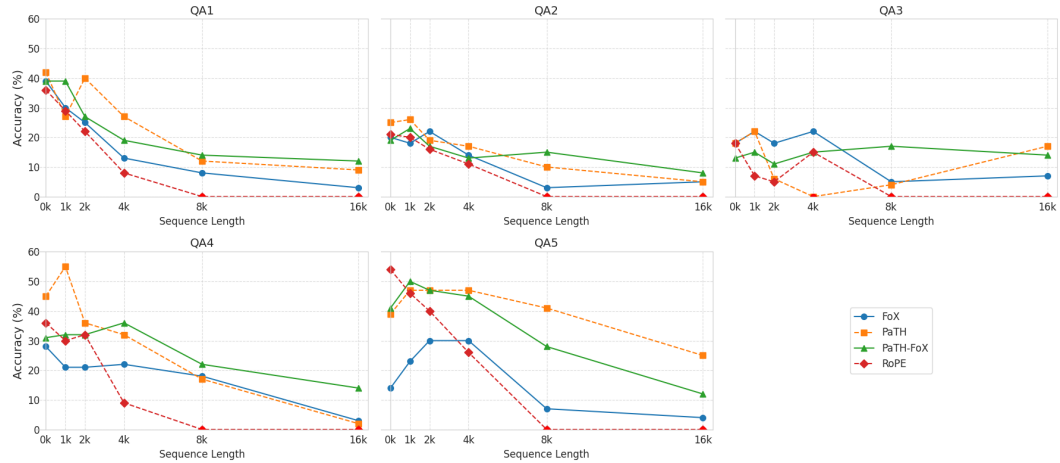 QA1
QA2
QA3
60
50
40
30
20
10
0
Accuracy (%)
0k 1k 2k 4k 8k 16k
0k 1k 2k 4k 8k 16k
0k 1k 2k 4k 8k 16k
Sequence Length
Sequence Length
Sequence Length
QA4
QA5
60
50
40
30
20
10
0
Accuracy (%)
0k 1k 2k 4k 8k 16k
0k 1k 2k 4k 8k 16k
Sequence Length
Sequence Length
FoX
PaTH
PaTH-FoX
RoPE